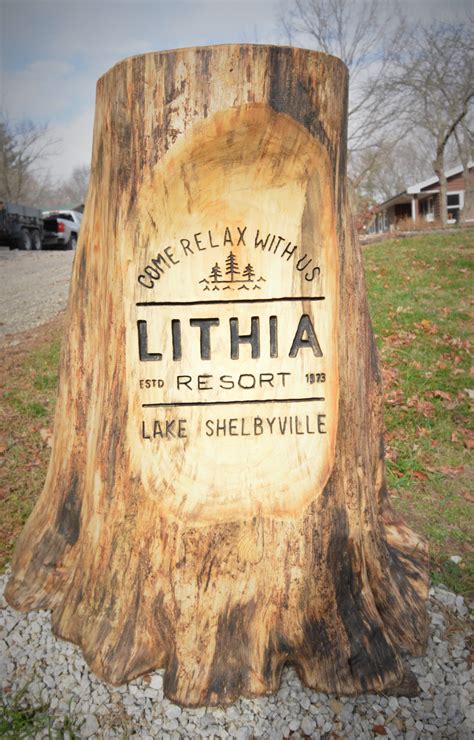 COME RELAX WITH US
LITHIA
ESTD RESORT 1973
LAKE SHELBYVILLE